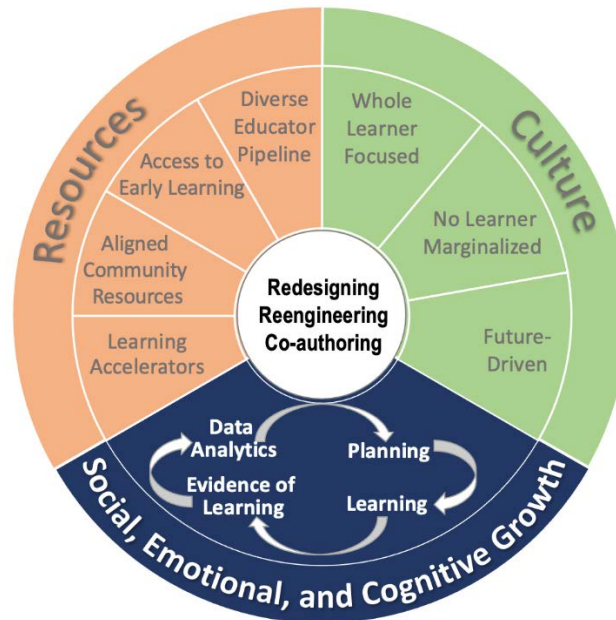 Resources
Diverse
Educator
Pipeline
Access to
Early Learning
Aligned
Community
Resources
Learning
Accelerators
Culture
Whole
Learner
Focused
No Learner
Marginalized
Future-
Driven
Redesigning
Reengineering
Co-authoring
Data
Analytics
Planning
Learning
Evidence of
Learning
Social, Emotional, and Cognitive Growth